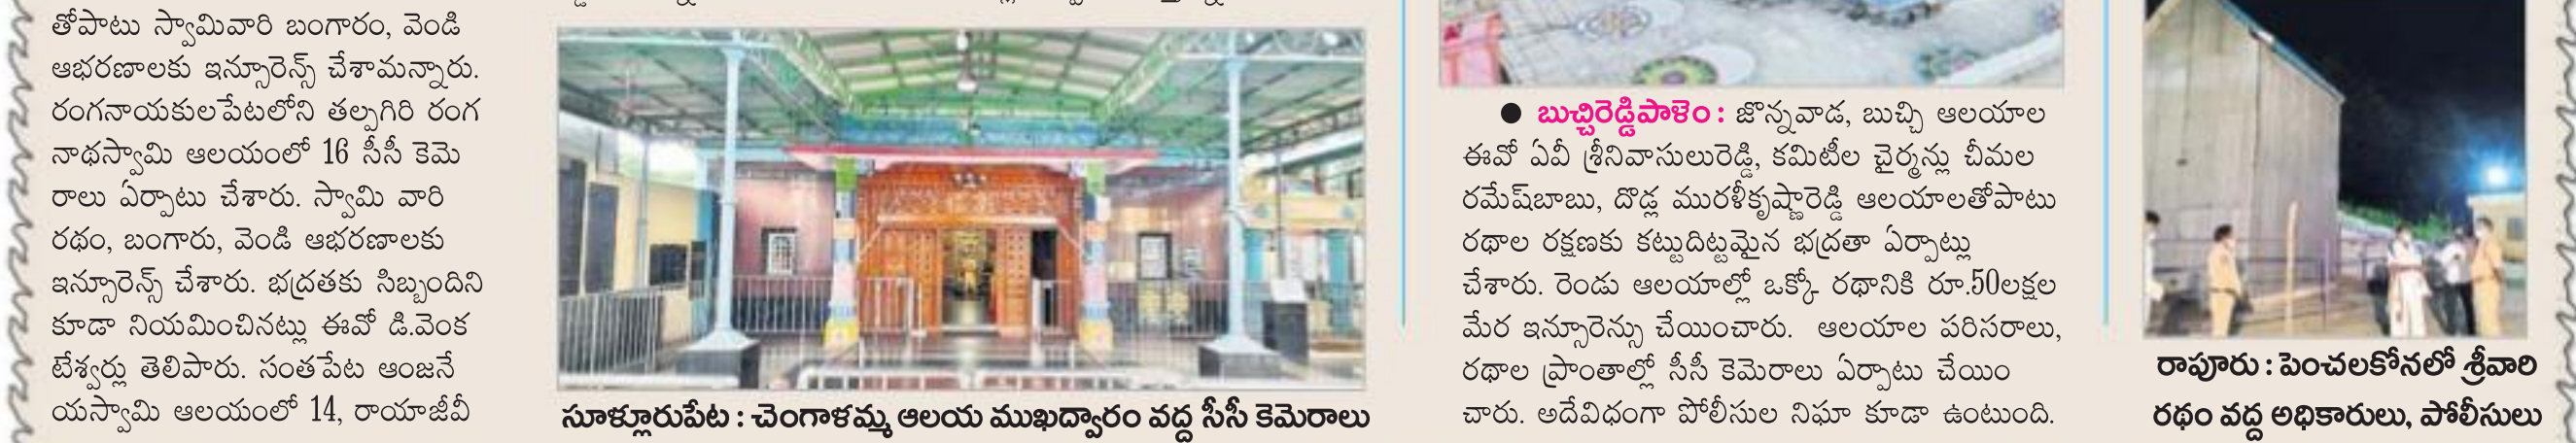 తోపాటు స్వామివారి బంగారం, వెండి
ఆభరణాలకు ఇన్సూరెన్స్ చేశామన్నారు.
రంగనాయకులపేటలోని తల్పగిరి రంగ
నాథస్వామి ఆలయంలో 16 సీసీ కెమె
రాలు ఏర్పాటు చేశారు. స్వామి వారి
రథం, బంగారు, వెండి ఆభరణాలకు
ఇన్సూరెన్స్ చేశారు. భద్రతకు సిబ్బందిని
కూడా నియమించినట్లు ఈవో డి.వెంక
టేశ్వర్లు తెలిపారు. సంతపేట ఆంజనే
యస్వామి ఆలయంలో 14, రాయాజీవీ
సూళ్లూరుపేట : చెంగాళమ్మ ఆలయ ముఖద్వారం వద్ద సీసీ కెమెరాలు
● బుచ్చిరెడ్డిపాళెం : జొన్నవాడ, బుచ్చి ఆలయాల
ఈవో ఏవీ శ్రీనివాసులురెడ్డి, కమిటీల చైర్మన్లు చీమల
రమేష్‌బాబు, దొడ్ల మురళీకృష్ణారెడ్డి ఆలయాలతోపాటు
రథాల రక్షణకు కట్టుదిట్టమైన భద్రతా ఏర్పాట్లు
చేశారు. రెండు ఆలయాల్లో ఒక్కో రథానికి రూ.50లక్షల
మేర ఇన్సూరెన్సు చేయించారు. ఆలయాల పరిసరాలు,
రథాల ప్రాంతాల్లో సీసీ కెమెరాలు ఏర్పాటు చేయిం
చారు. అదేవిధంగా పోలీసుల నిఘా కూడా ఉంటుంది.
రాపూరు : పెంచలకోనలో శ్రీవారి
రథం వద్ద అధికారులు, పోలీసులు